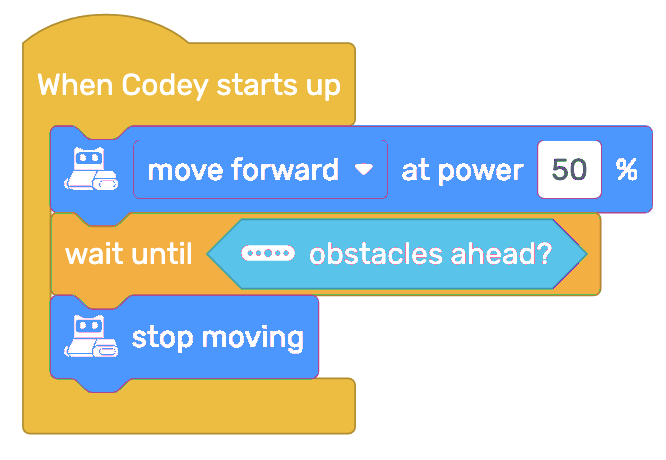 When Codey starts up
move forward at power 50 %
wait until obstacles ahead?
stop moving